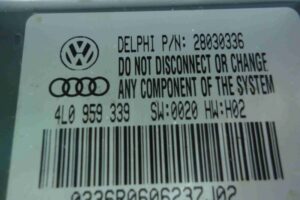 DELPHI P/N: 28030336
DO NOT DISCONNECT OR CHANGE
ANY COMPONENT OF THE SYSTEM
4L0 959 339 SW:0020 HW:H02
0336R0606237J02